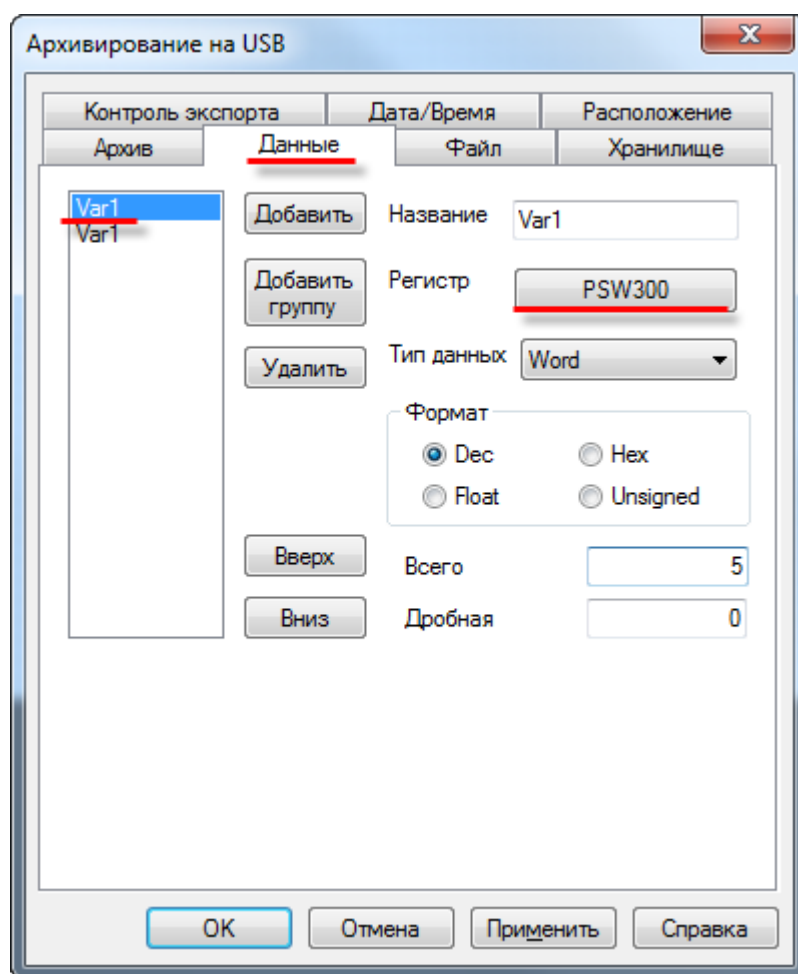 Архивирование на USB
Контроль экспорта Дата/Время Расположение
Архив Данные Файл Хранилище
Var1
Var1
Добавить
Название Var1
Добавить группу
Регистр PSW300
Удалить
Тип данных Word
Формат
Dec Hex
Float Unsigned
Вверх
Всего 5
Вниз
Дробная 0
OK Отмена Применить Справка